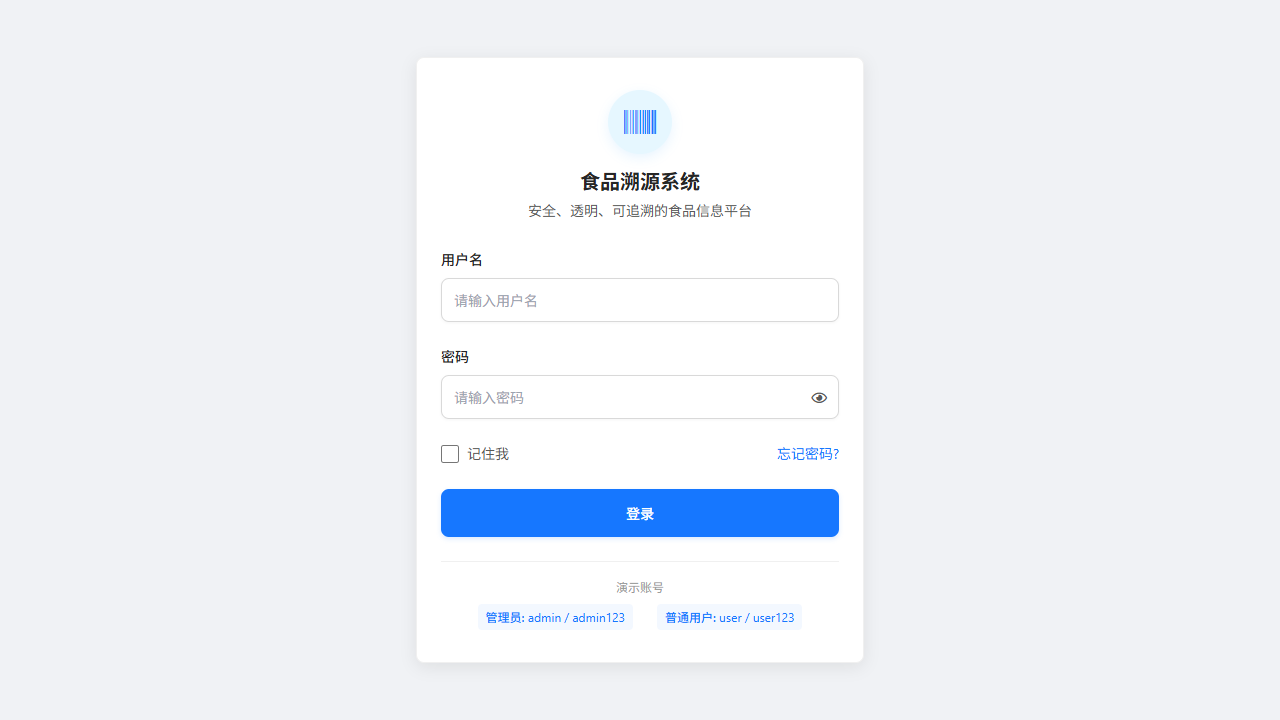 食品溯源系统
安全、透明、可追溯的食品信息平台
用户名
请输入用户名
密码
请输入密码
记住我 忘记密码?
登录
演示账号
管理员: admin / admin123 普通用户: user / user123